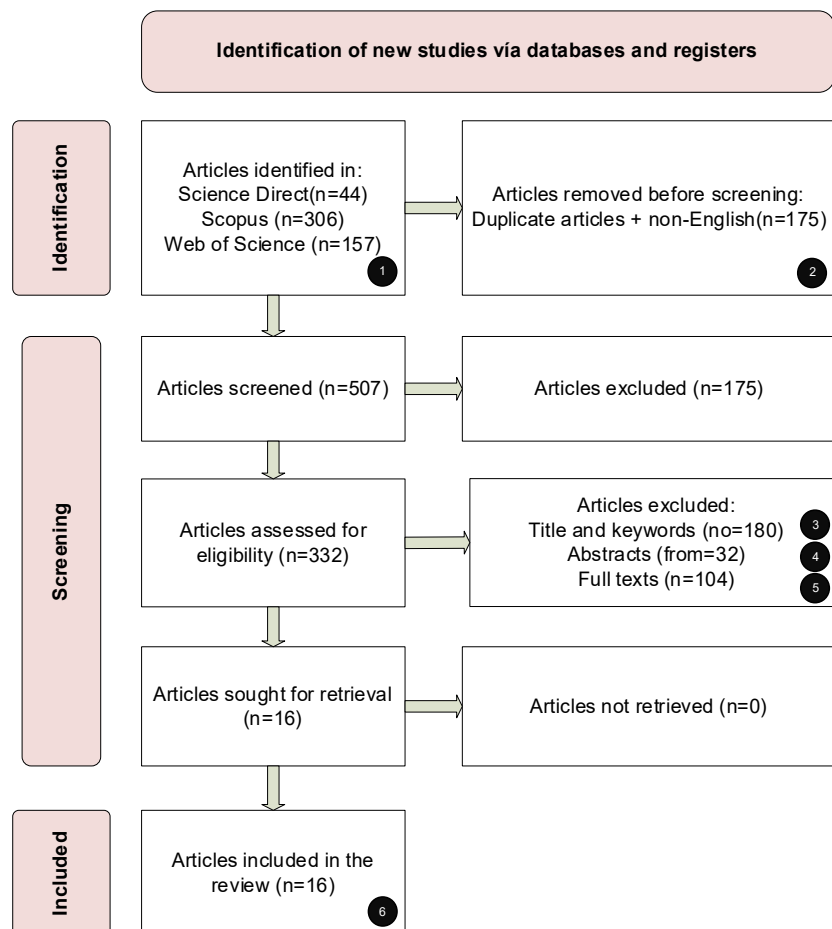 Identification of new studies vía databases and registers
Identification
Articles identified in:
Science Direct(n=44)
Scopus (n=306)
Web of Science (n=157)
1
Articles removed before screening:
Duplicate articles + non-English(n=175)
2
Screening
Articles screened (n=507)
Articles excluded (n=175)
Articles assessed for
eligibility (n=332)
Articles excluded:
Title and keywords (no=180)
3
Abstracts (from=32)
4
Full texts (n=104)
5
Articles sought for retrieval
(n=16)
Articles not retrieved (n=0)
Included
Articles included in the
review (n=16)
6